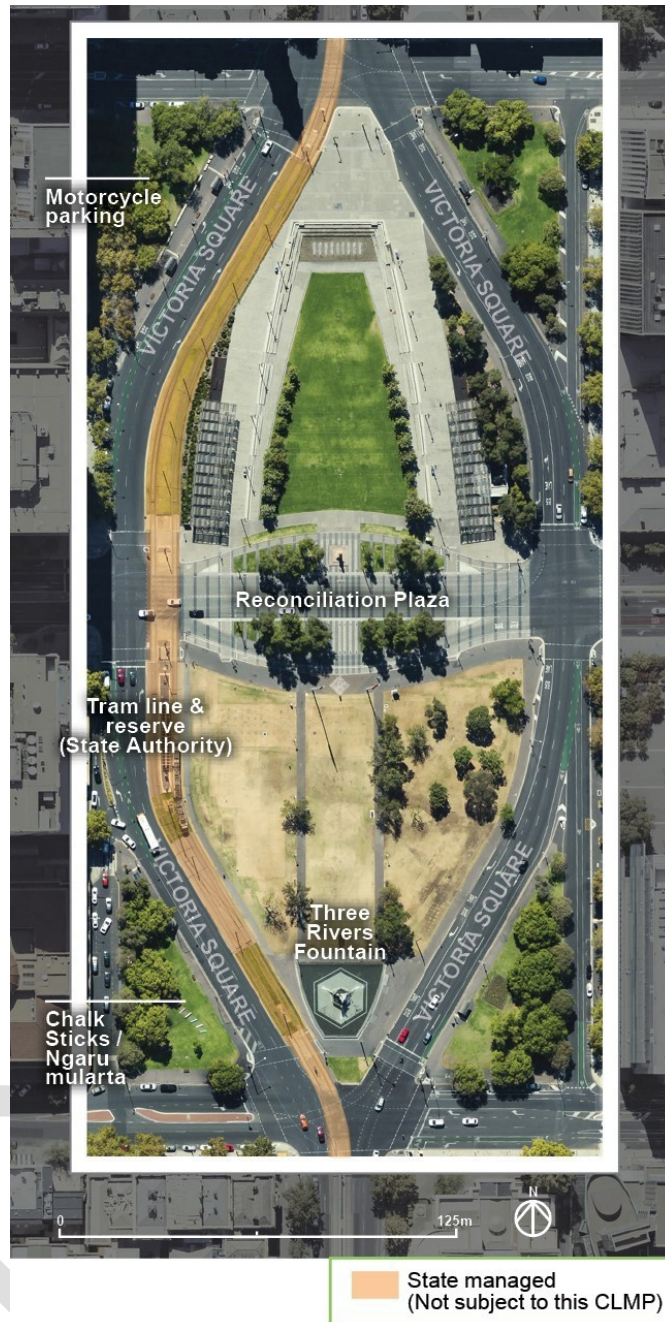 Motorcycle
parking
VICTORIA SQUARE
VICTORIA SQUARE
Reconciliation Plaza
Tram line &
reserve
(State Authority)
VICTORIA SQUARE
VICTORIA SQUARE
Three
Rivers
Fountain
Chalk
Sticks /
Ngaru
mularta
0
125m
N
State managed
(Not subject to this CLMP)